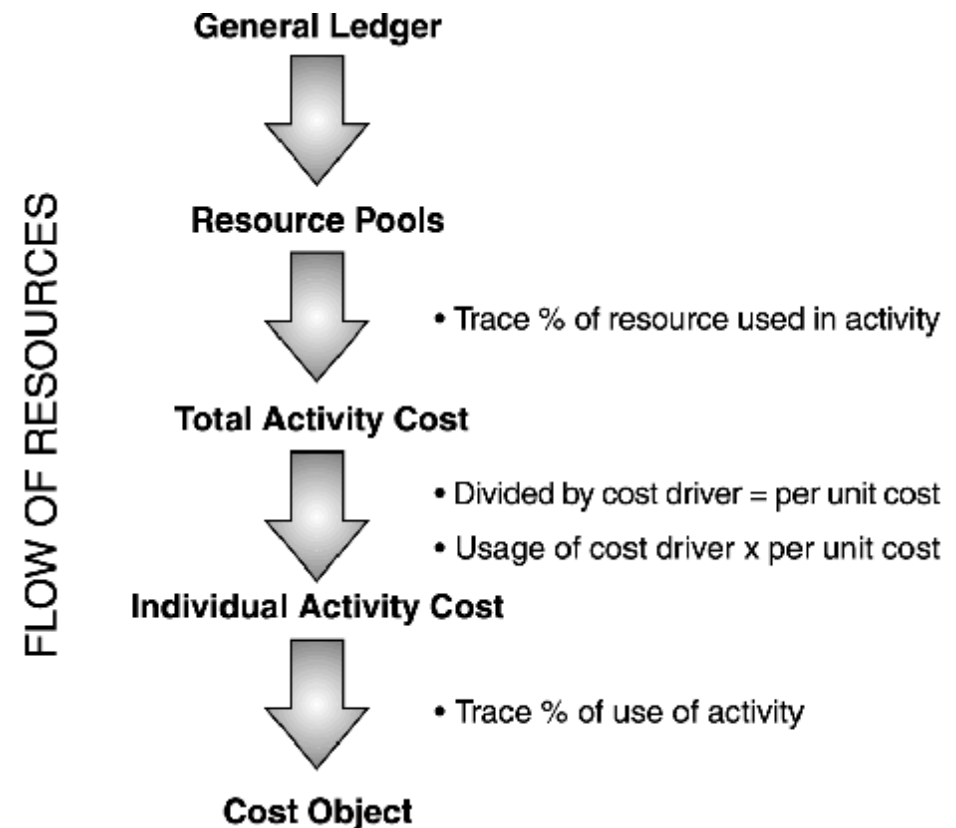 General Ledger
FLOW OF RESOURCES
Resource Pools
• Trace % of resource used in activity
Total Activity Cost
• Divided by cost driver = per unit cost
• Usage of cost driver x per unit cost
Individual Activity Cost
• Trace % of use of activity
Cost Object